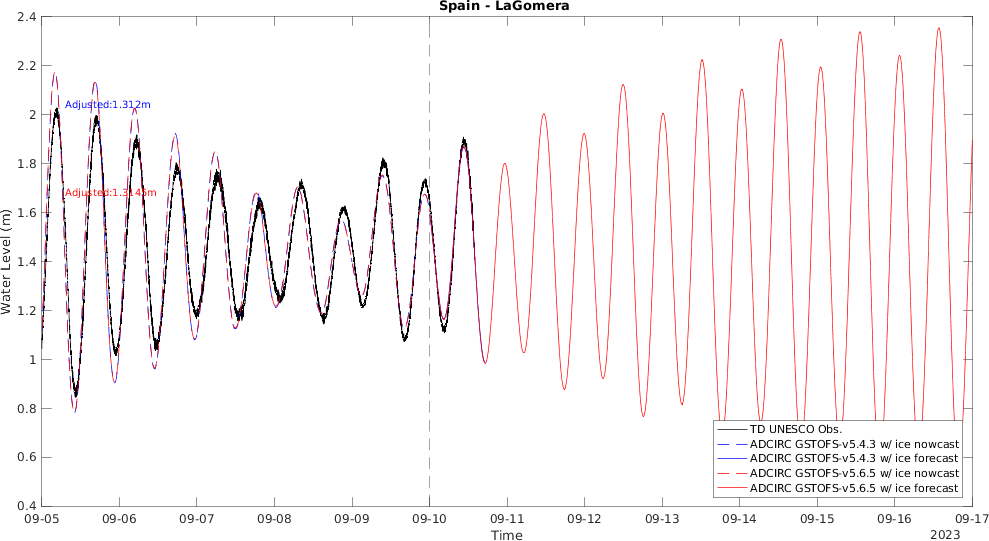 Spain - LaGomera
2.4
2.2
2
1.8
1.6
1.4
1.2
1
0.8
0.6
0.4
Water Level (m)
Adjusted:1.312m
Adjusted:1.3145m
TD UNESCO Obs.
ADCIRC GSTOFS-v5.4.3 w/ ice nowcast
ADCIRC GSTOFS-v5.4.3 w/ ice forecast
ADCIRC GSTOFS-v5.6.5 w/ ice nowcast
ADCIRC GSTOFS-v5.6.5 w/ ice forecast
09-05 09-06 09-07 09-08 09-09 09-10 09-11 09-12 09-13 09-14 09-15 09-16 09-17
Time
2023